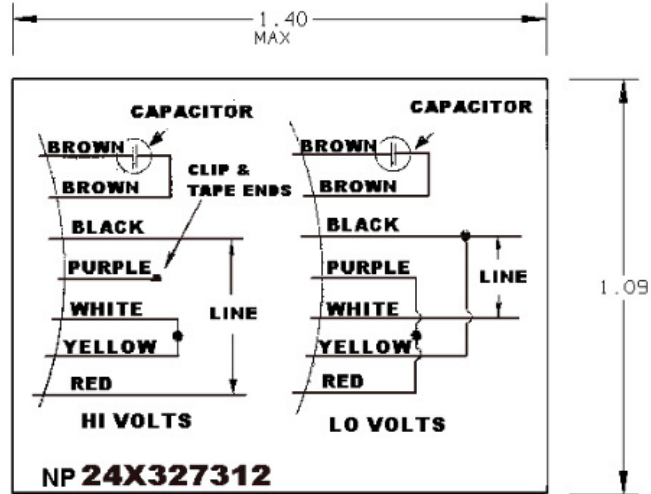 1.40
MAX
CAPACITOR
BROWN
BROWN
CLIP &
TAPE ENDS
BLACK
PURPLE
WHITE
LINE
YELLOW
RED
HI VOLTS
CAPACITOR
BROWN
BROWN
BLACK
PURPLE
LINE
WHITE
YELLOW
RED
LO VOLTS
1.09
NP 24X327312